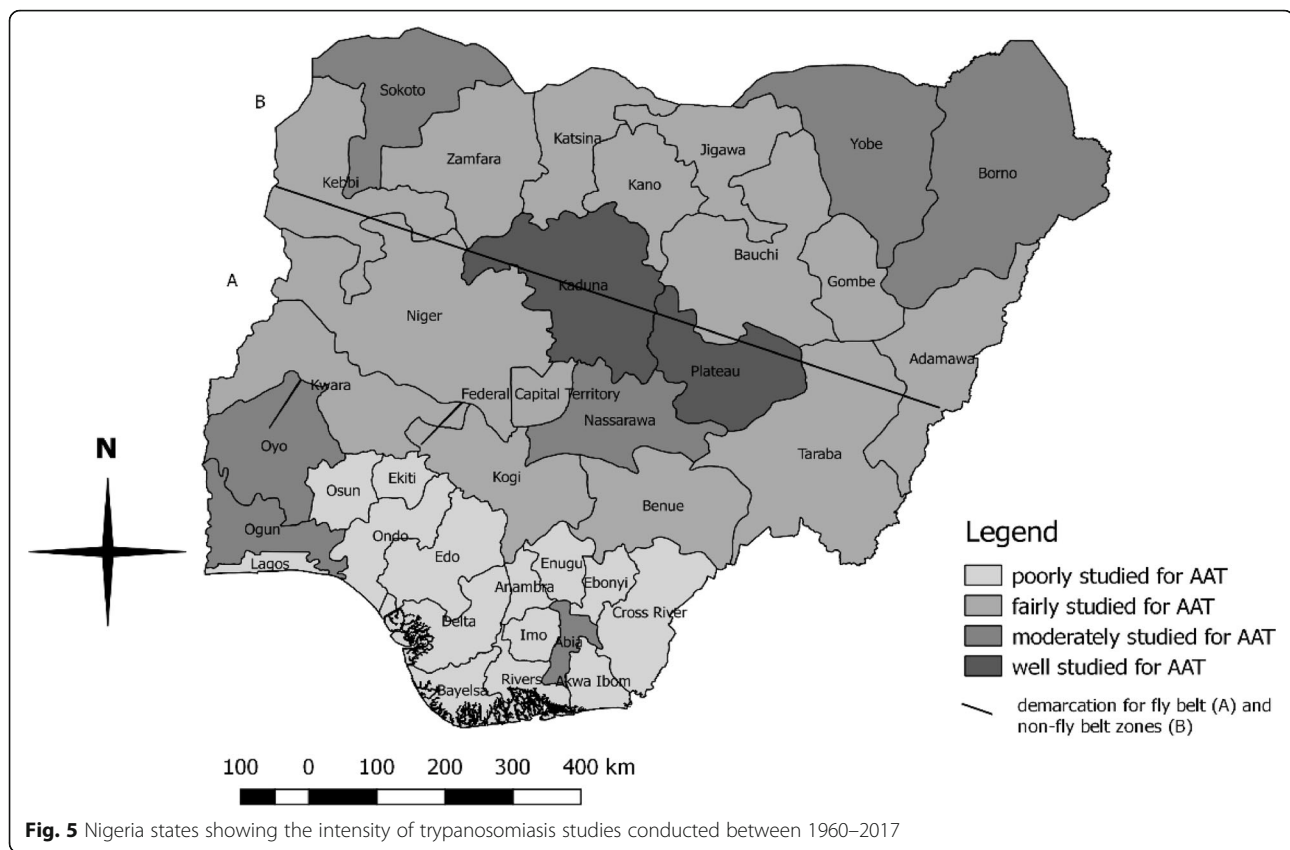 B
Sokoto
Katsina
Jigawa
Yobe
Borno
Zamfara
Kano
Kebbi
Bauchi
Gombe
A
Kaduna
Niger
Adamawa
Plateau
Kwara
Federal Capital Territory
Nassarawa
N
Oyo
Taraba
Ekiti
Kogi
Osun
Benue
Legend
Ogun
Ondo
Edo
Enugu
Lagos
poorly studied for AAT
Anambra
Ebonyi
fairly studied for AAT
Cross River
Delta
Imo
Abia
moderately studied for AAT
well studied for AAT
Rivers
Akwa Ibom
Bayelsa
demarcation for fly belt (A) and
non-fly belt zones (B)
100 0 100 200 300 400 km
Fig. 5 Nigeria states showing the intensity of trypanosomiasis studies conducted between 1960–2017